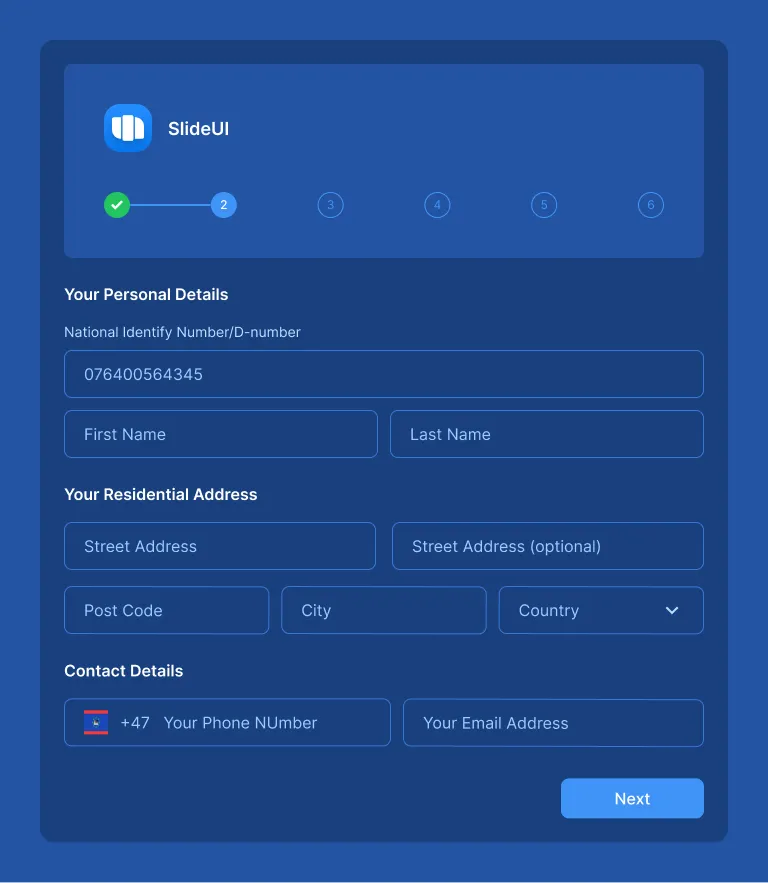 SlideUI
2 3 4 5 6
Your Personal Details
National Identify Number/D-number
076400564345
First Name Last Name
Your Residential Address
Street Address Street Address (optional)
Post Code City Country
Contact Details
+47 Your Phone NUmber Your Email Address
Next